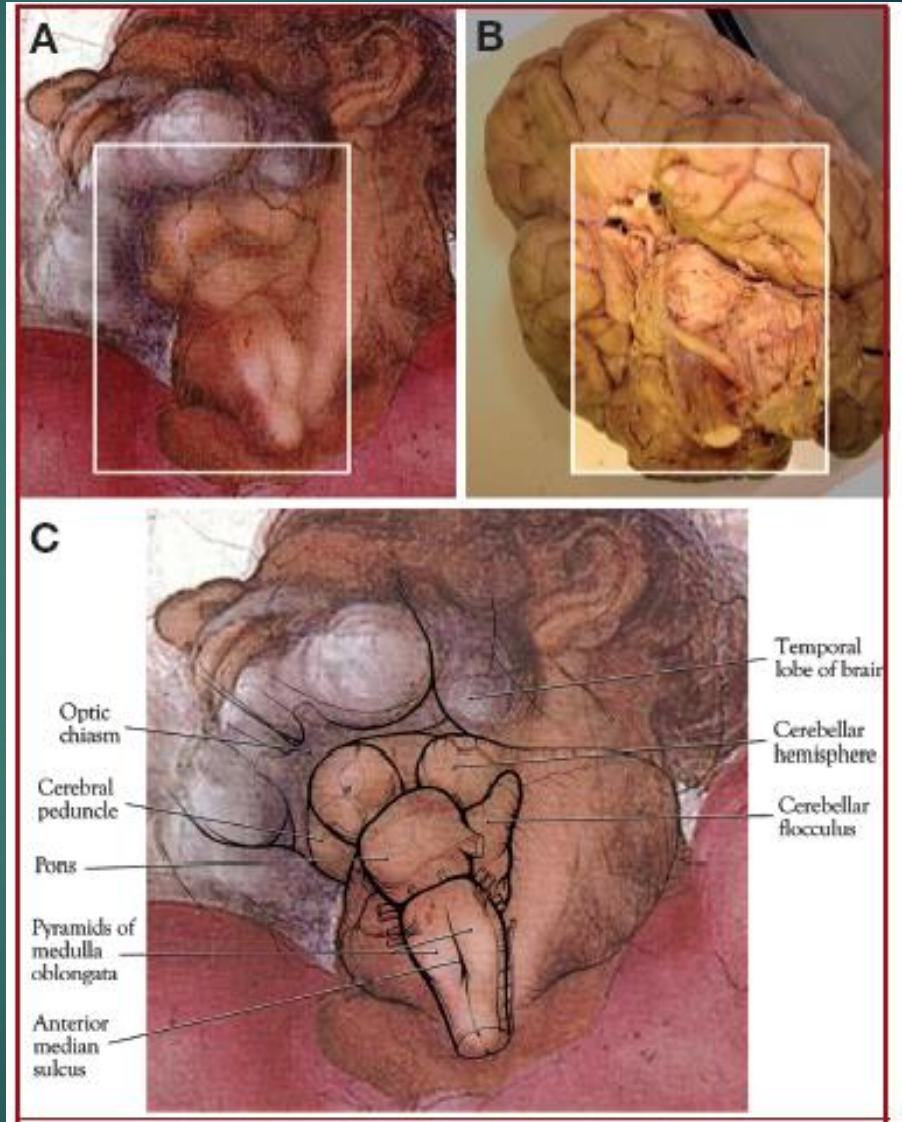 A
B
C
Optic
chiasm
Cerebral
peduncle
Pons
Pyramids of
medulla
oblongata
Anterior
median
sulcus
Temporal
lobe of brain
Cerebellar
hemisphere
Cerebellar
flocculus